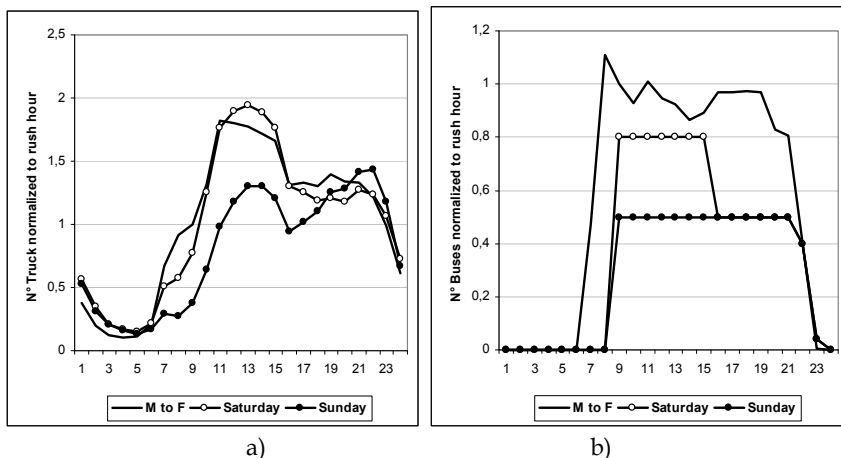 N° Truck normalized to rush hour
2,5
2
1,5
1
0,5
0
1 3 5 7 9 11 13 15 17 19 21 23
M to F Saturday Sunday
a)
N° Buses normalized to rush hour
1,2
1
0,8
0,6
0,4
0,2
0
1 3 5 7 9 11 13 15 17 19 21 23
M to F Saturday Sunday
b)